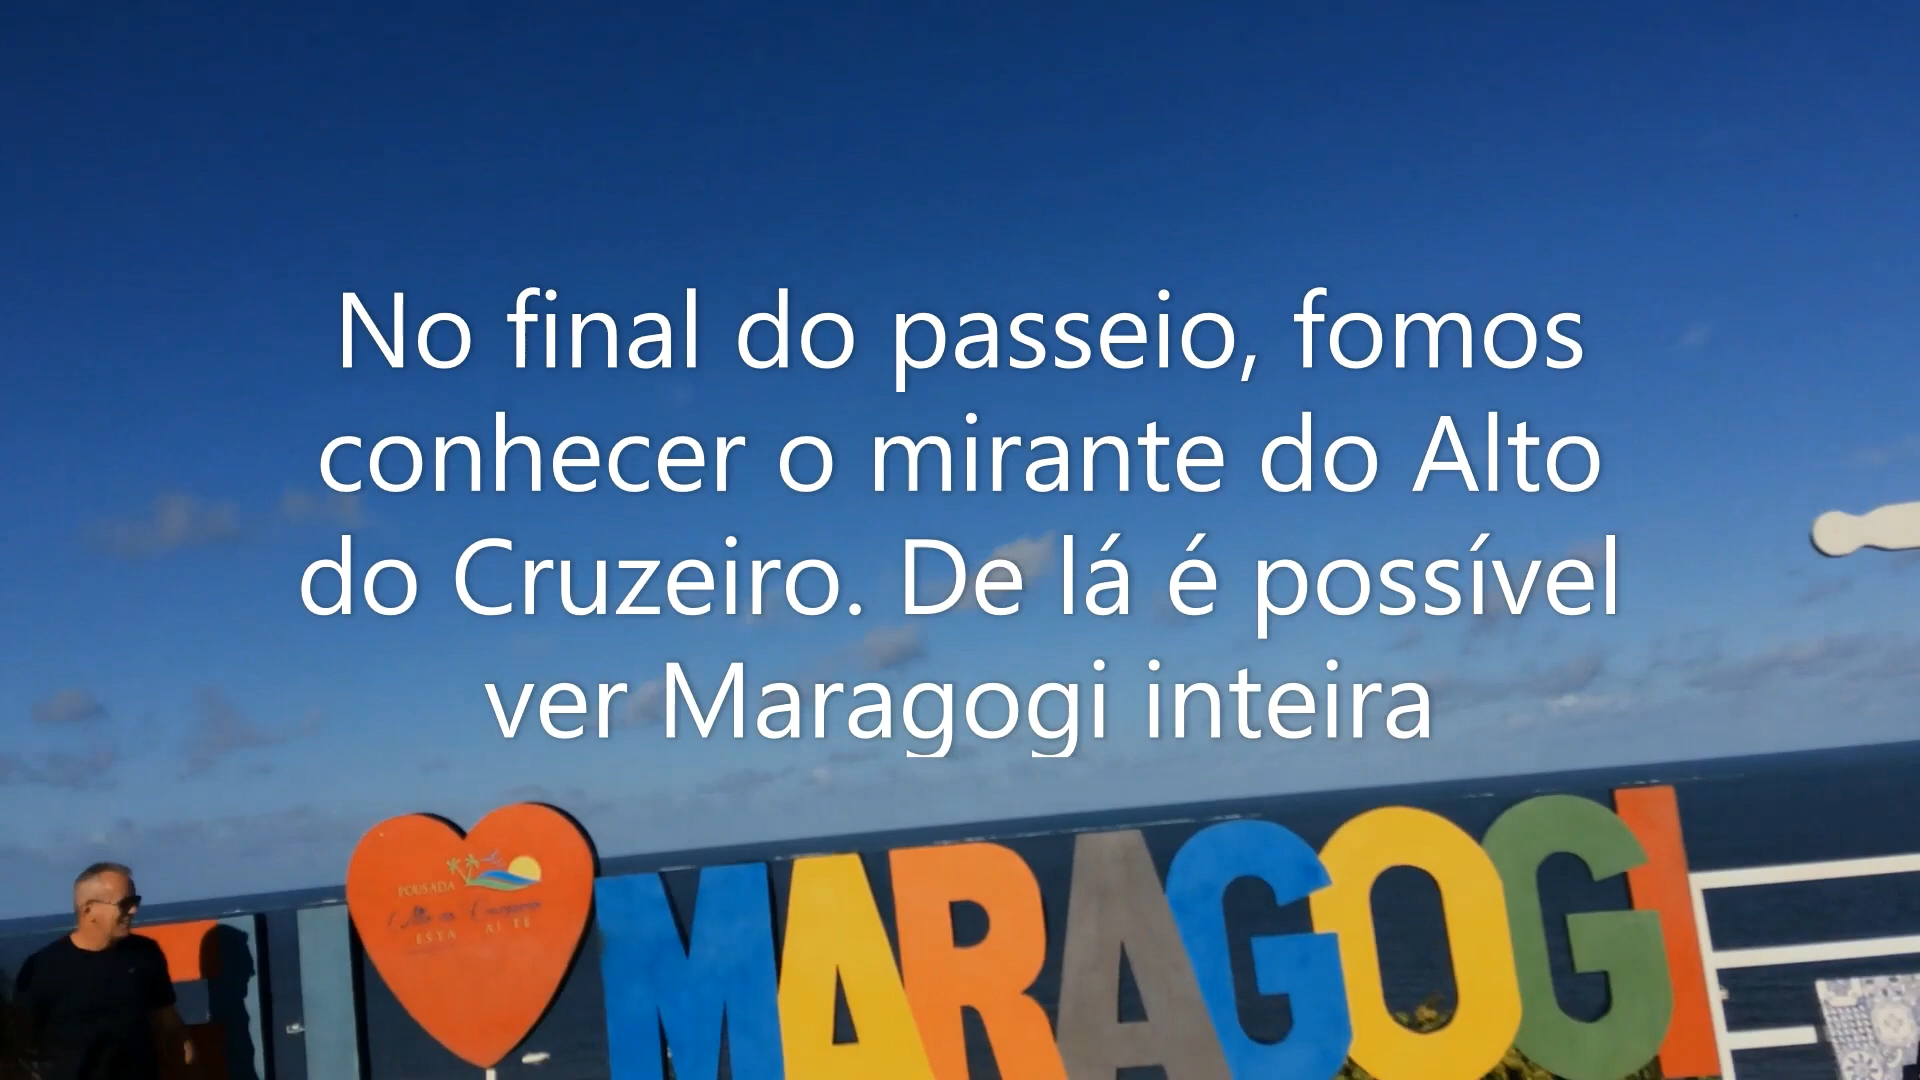 No final do passeio, fomos
conhecer o mirante do Alto
do Cruzeiro. De lá é possível
ver Maragogi inteira
POUSADA
MARAGOGI